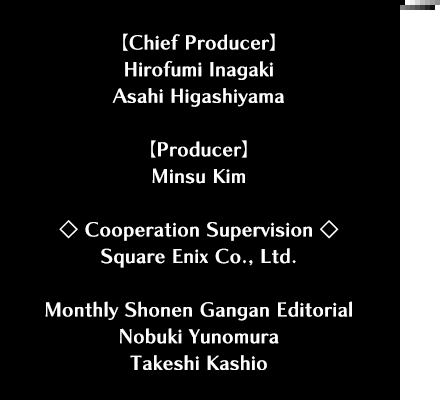 【Chief Producer】
Hirofumi Inagaki
Asahi Higashiyama
【Producer】
Minsu Kim
◇ Cooperation Supervision ◇
Square Enix Co., Ltd.
Monthly Shonen Gangan Editorial
Nobuki Yunomura
Takeshi Kashio